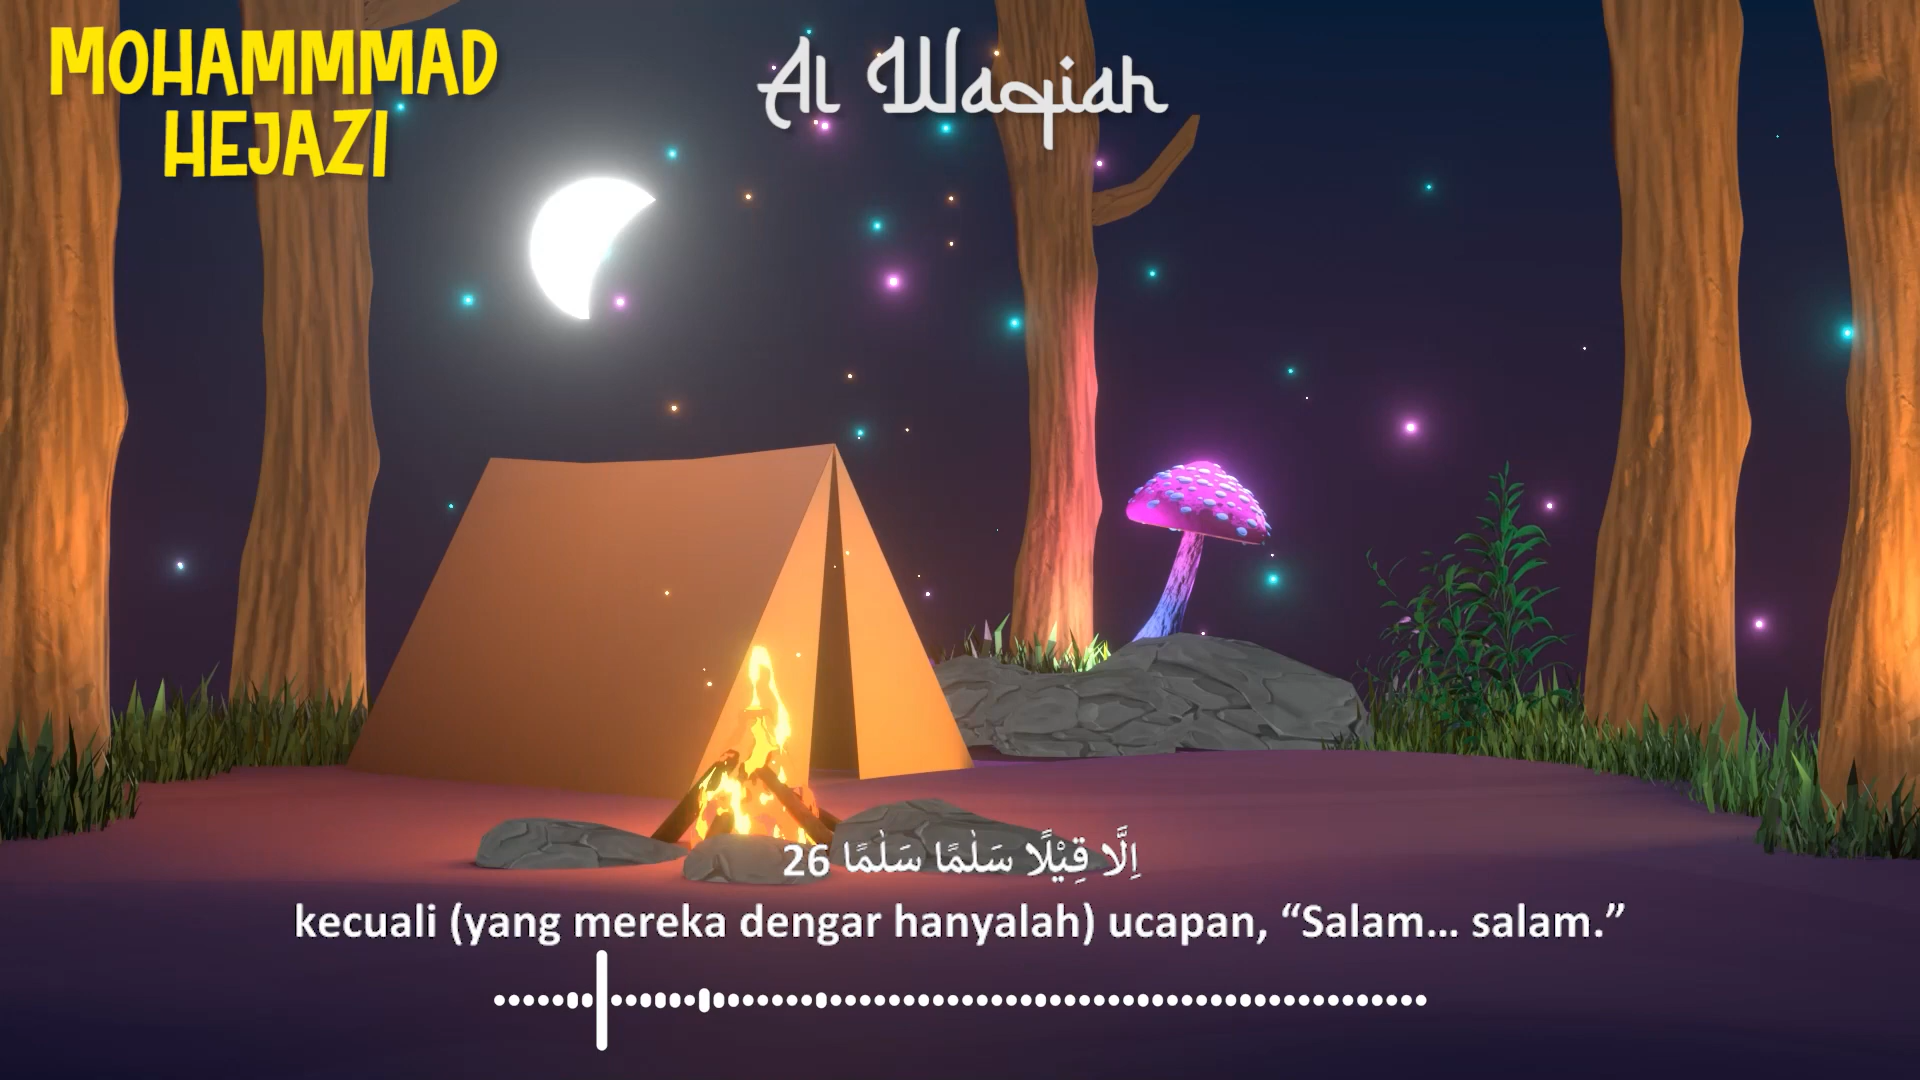 MOHAMMMAD
HEJAZI
Al Waqiah
اِلَّا قِيْلًا سَلٰمًا سَلٰمًا 26
kecuali (yang mereka dengar hanyalah) ucapan, “Salam... salam.”